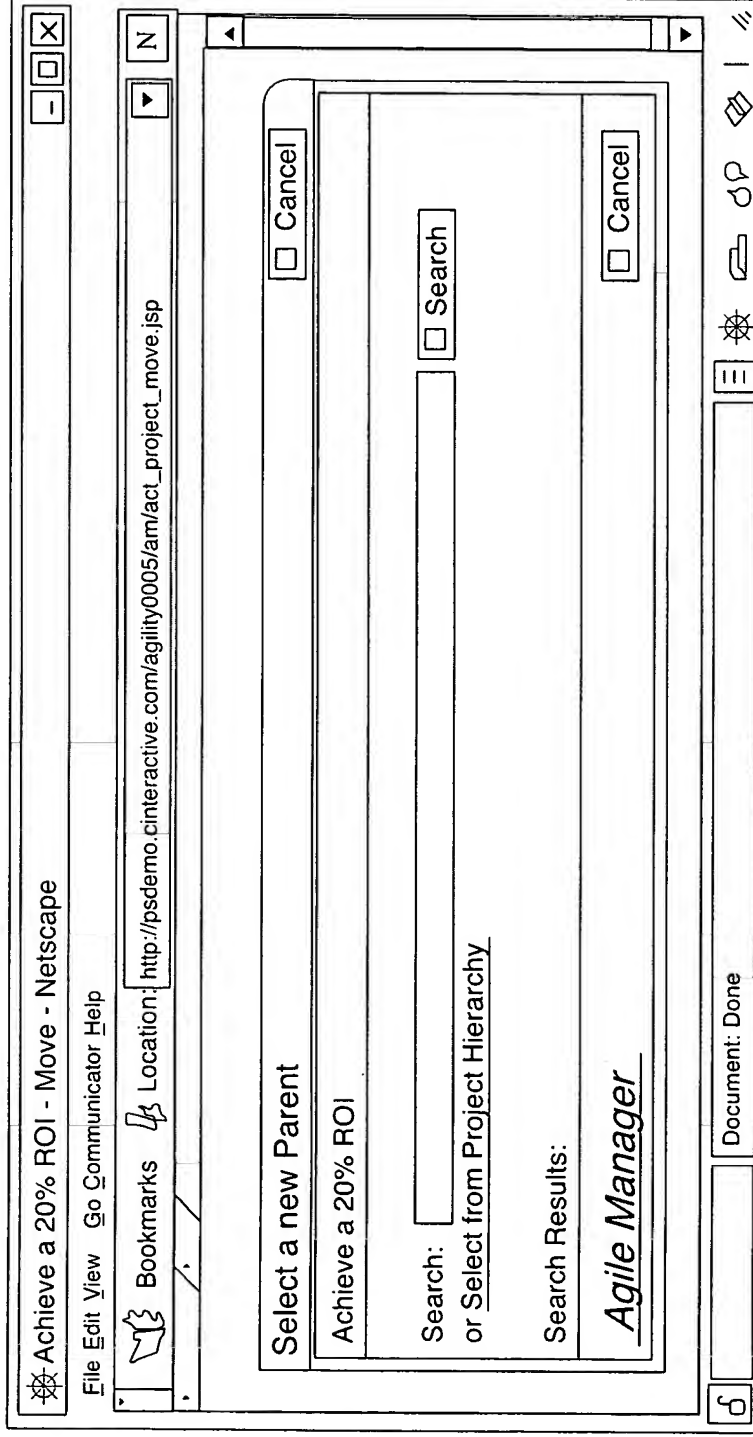 Achieve a 20% ROI - Move - Netscape
File Edit View Go Communicator Help
Bookmarks Location: http://psdemo.cinteractive.com/agility0005/am/act_project_move.jsp N
Select a new Parent Cancel
Achieve a 20% ROI
Search: Search
or Select from Project Hierarchy
Search Results:
Agile Manager Cancel
Document: Done